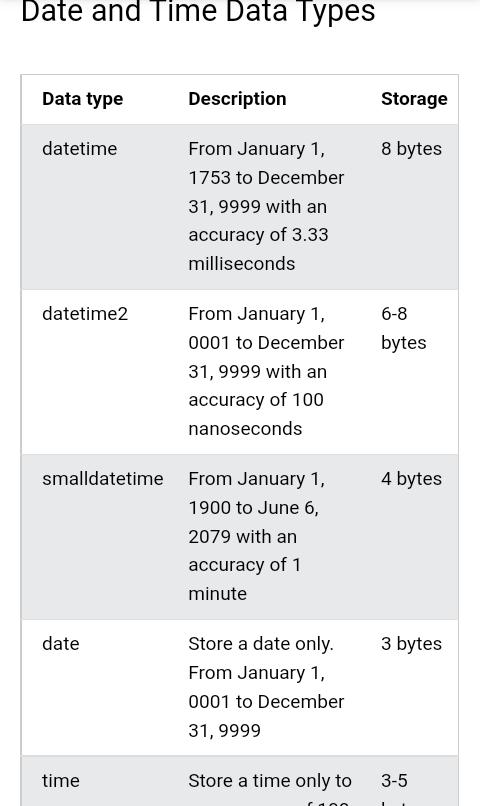 Date and Time Data Types
Data type Description Storage
datetime From January 1, 8 bytes
1753 to December
31, 9999 with an
accuracy of 3.33
milliseconds
datetime2 From January 1, 6-8
0001 to December bytes
31, 9999 with an
accuracy of 100
nanoseconds
smalldatetime From January 1, 4 bytes
1900 to June 6,
2079 with an
accuracy of 1
minute
date Store a date only. 3 bytes
From January 1,
0001 to December
31, 9999
time Store a time only to 3-5